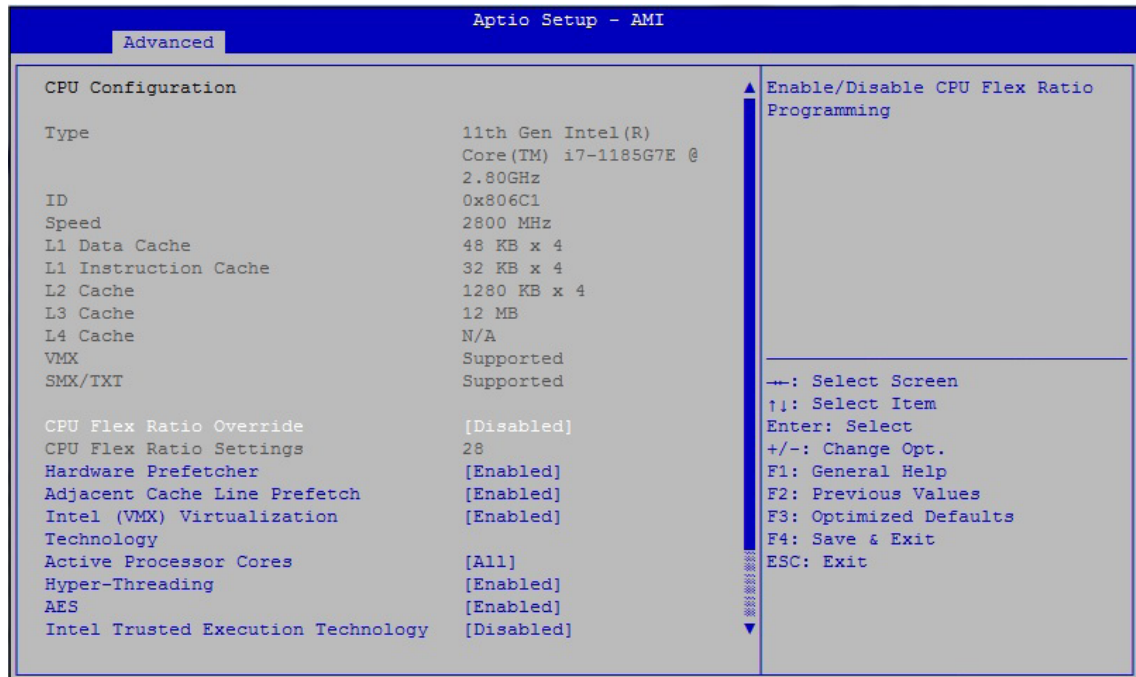 Aptio Setup - AMI
Advanced
CPU Configuration
Type 11th Gen Intel(R)
Core(TM) i7-1185G7E @
2.80GHz
ID 0x806C1
Speed 2800 MHz
L1 Data Cache 48 KB x 4
L1 Instruction Cache 32 KB x 4
L2 Cache 1280 KB x 4
L3 Cache 12 MB
L4 Cache N/A
VMX Supported
SMX/TXT Supported
CPU Flex Ratio Override [Disabled]
CPU Flex Ratio Settings 28
Hardware Prefetcher [Enabled]
Adjacent Cache Line Prefetch [Enabled]
Intel (VMX) Virtualization [Enabled]
Technology
Active Processor Cores [All]
Hyper-Threading [Enabled]
AES [Enabled]
Intel Trusted Execution Technology [Disabled]
Enable/Disable CPU Flex Ratio
Programming
→←: Select Screen
↑↓: Select Item
Enter: Select
+/-: Change Opt.
F1: General Help
F2: Previous Values
F3: Optimized Defaults
F4: Save & Exit
ESC: Exit